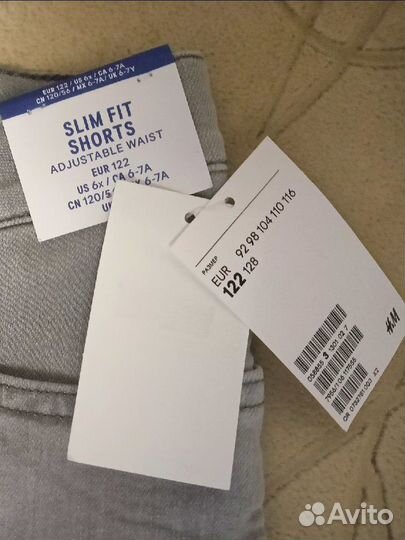 EUR 122 / US 6x / CA 6-7A
CN 120/56 / MX 6-7A/ UK 6-7Y
SLIM FIT
SHORTS
ADJUSTABLE WAIST
EUR 122
US 6x / CA 6-7A
CN 120/5 6-7A
РАЗМЕР
EUR 92 98 104 110 116
122 128
H&M
Avito